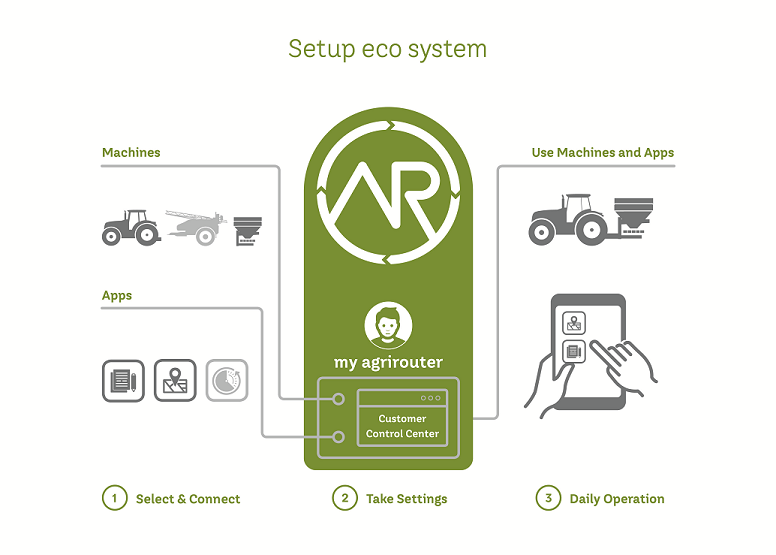 Setup eco system
Machines
Use Machines and Apps
AR
Apps
my agrirouter
Customer
Control Center
1 Select & Connect
2 Take Settings
3 Daily Operation